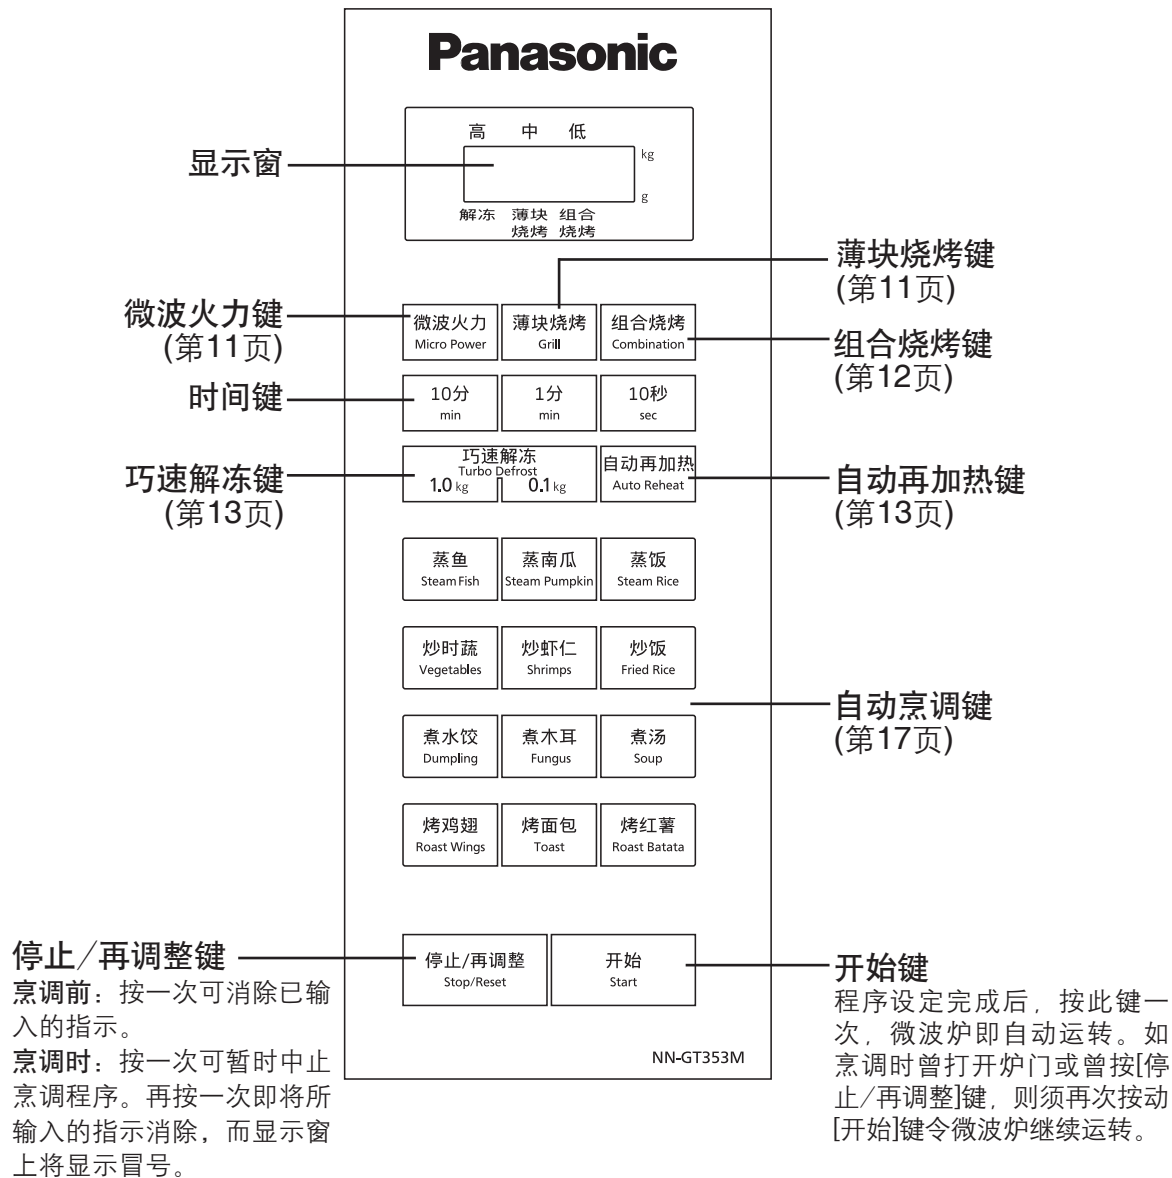 Panasonic
高 中 低
kg
显示窗
g
解冻 薄块 组合
烧烤 烧烤
薄块烧烤键
(第11页)
微波火力键
(第11页)
微波火力 薄块烧烤 组合烧烤
Micro Power Grill Combination
组合烧烤键
(第12页)
时间键
10分 1分 10秒
min min sec
巧速解冻键
(第13页)
巧速解冻
Turbo Defrost
1.0 kg 0.1 kg
自动再加热
Auto Reheat
自动再加热键
(第13页)
蒸鱼 蒸南瓜 蒸饭
Steam Fish Steam Pumpkin Steam Rice
炒时蔬 炒虾仁 炒饭
Vegetables Shrimps Fried Rice
自动烹调键
(第17页)
煮水饺 煮木耳 煮汤
Dumpling Fungus Soup
烤鸡翅 烤面包 烤红薯
Roast Wings Toast Roast Batata
停止/再调整键
烹调前：按一次可消除已输
入的指示。
烹调时：按一次可暂时中止
烹调程序。再按一次即将所
输入的指示消除，而显示窗
上将显示冒号。
停止/再调整 开始
Stop/Reset Start
NN-GT353M
开始键
程序设定完成后，按此键一
次，微波炉即自动运转。如
烹调时曾打开炉门或曾按[停
止/再调整]键，则须再次按动
[开始]键令微波炉继续运转。